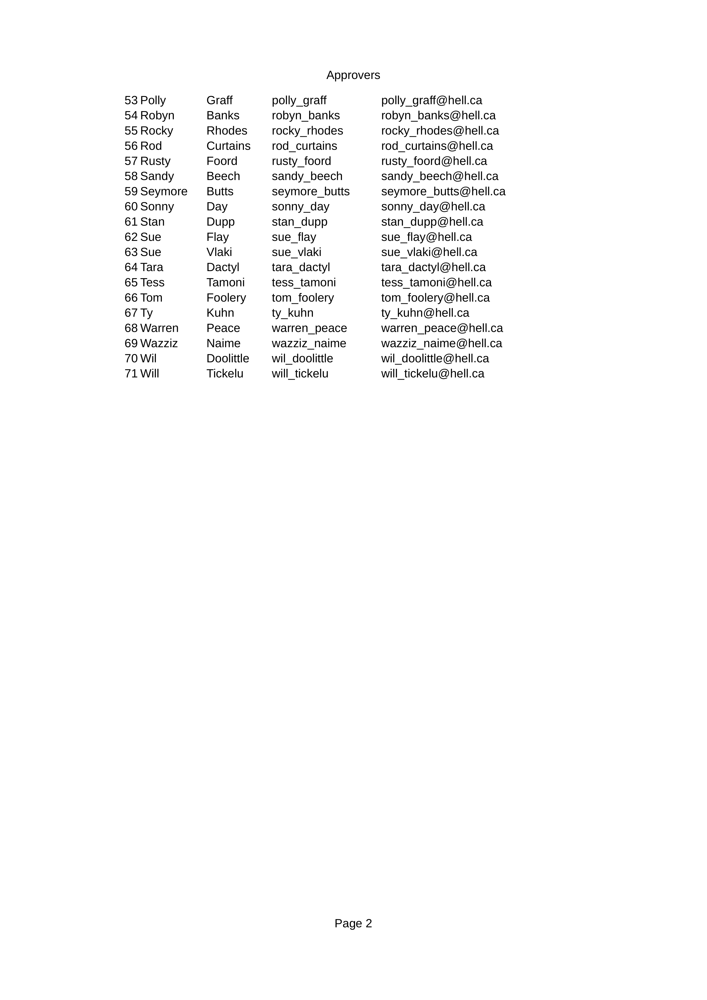 Approvers
53 Polly Graff polly_graff polly_graff@hell.ca
54 Robyn Banks robyn_banks robyn_banks@hell.ca
55 Rocky Rhodes rocky_rhodes rocky_rhodes@hell.ca
56 Rod Curtains rod_curtains rod_curtains@hell.ca
57 Rusty Foord rusty_foord rusty_foord@hell.ca
58 Sandy Beech sandy_beech sandy_beech@hell.ca
59 Seymore Butts seymore_butts seymore_butts@hell.ca
60 Sonny Day sonny_day sonny_day@hell.ca
61 Stan Dupp stan_dupp stan_dupp@hell.ca
62 Sue Flay sue_flay sue_flay@hell.ca
63 Sue Vlaki sue_vlaki sue_vlaki@hell.ca
64 Tara Dactyl tara_dactyl tara_dactyl@hell.ca
65 Tess Tamoni tess_tamoni tess_tamoni@hell.ca
66 Tom Foolery tom_foolery tom_foolery@hell.ca
67 Ty Kuhn ty_kuhn ty_kuhn@hell.ca
68 Warren Peace warren_peace warren_peace@hell.ca
69 Wazziz Naime wazziz_naime wazziz_naime@hell.ca
70 Wil Doolittle wil_doolittle wil_doolittle@hell.ca
71 Will Tickelu will_tickelu will_tickelu@hell.ca
Page 2